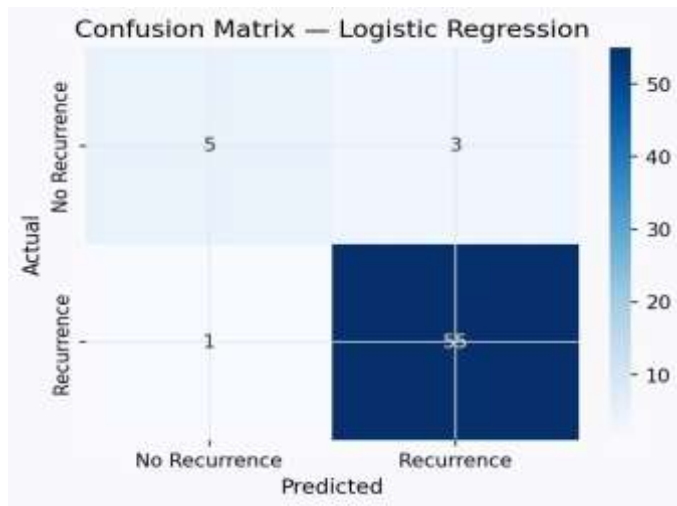 Confusion Matrix — Logistic Regression
Actual
No Recurrence
5
3
Recurrence
1
55
No Recurrence
Recurrence
Predicted
50
40
30
20
10